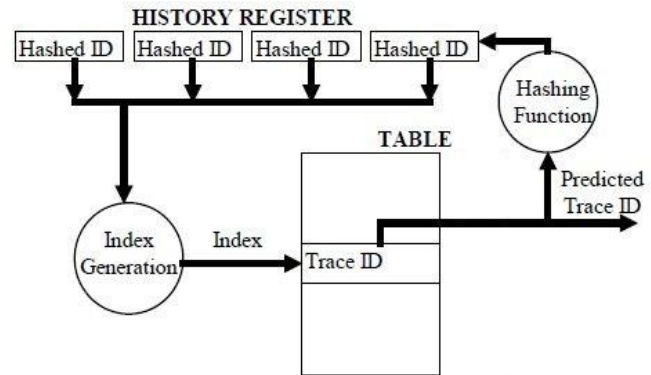 HISTORY REGISTER
Hashed ID Hashed ID Hashed ID Hashed ID
Hashing
Function
TABLE
Predicted
Trace ID
Index
Generation
Index
Trace ID